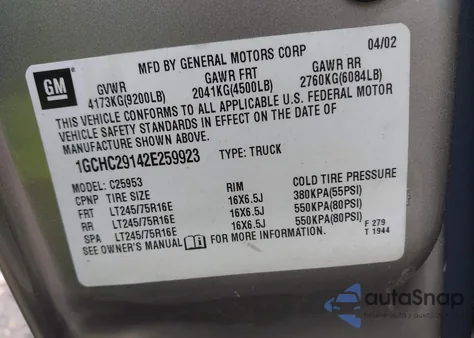 GM
MFD BY GENERAL MOTORS CORP 04/02
GVWR GAWR FRT GAWR RR
4173KG(9200LB) 2041KG(4500LB) 2760KG(6084LB)
THIS VEHICLE CONFORMS TO ALL APPLICABLE U.S. FEDERAL MOTOR
VEHICLE SAFETY STANDARDS IN EFFECT ON THE DATE OF
MANUFACTURE SHOWN ABOVE.
1GCHC29142E259923 TYPE: TRUCK
MODEL: C25953
CPNP TIRE SIZE RIM COLD TIRE PRESSURE
FRT LT245/75R16E 16X6.5J 380KPA(55PSI)
RR LT245/75R16E 16X6.5J 550KPA(80PSI)
SPA LT245/75R16E 16X6.5J 550KPA(80PSI)
SEE OWNER'S MANUAL FOR MORE INFORMATION.
F 279
T 1944
autaSnap